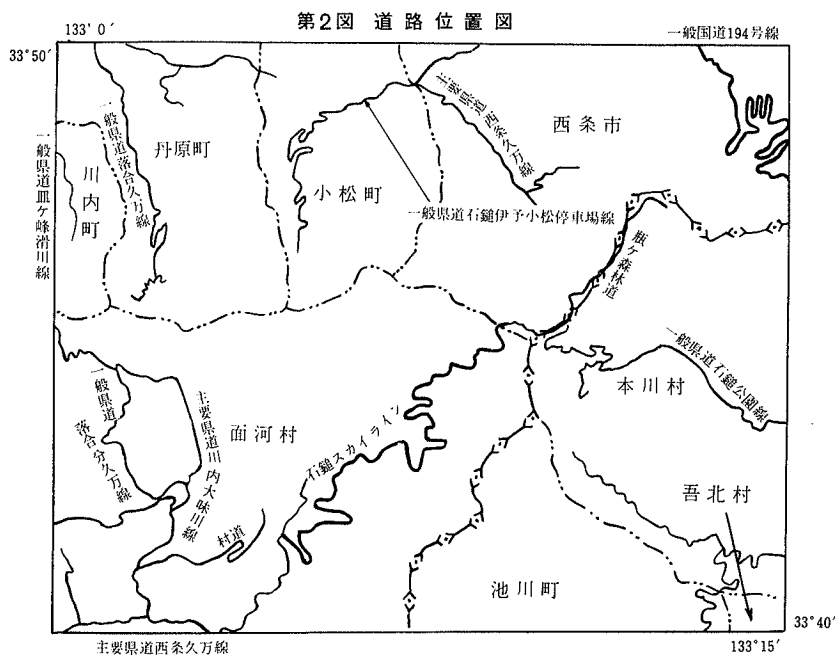 第2図 道路位置図
133° 0′
一般国道194号線
33°50′
主要県道西条久万線
西条市
一般県道落合久万線
丹原町
川内町
小松町
一般県道皿ケ峰滑川線
一般県道石鎚伊予小松停車場線
瓶ケ森林道
一般県道石鎚公園線
本川村
一般県道
落合分久万線
主要県道川内大味川線
面河村
石鎚スカイライン
吾北村
村道
池川町
33°40′
主要県道西条久万線
133°15′